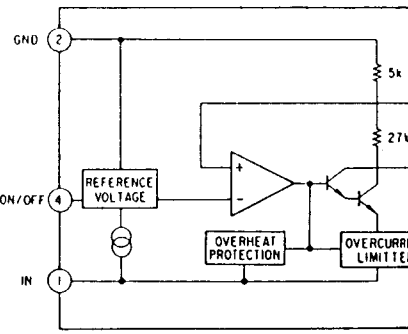 GND 2
5k
27k
+
REFERENCE
VOLTAGE
ON/OFF 4
-
OVERHEAT
PROTECTION
IN 1